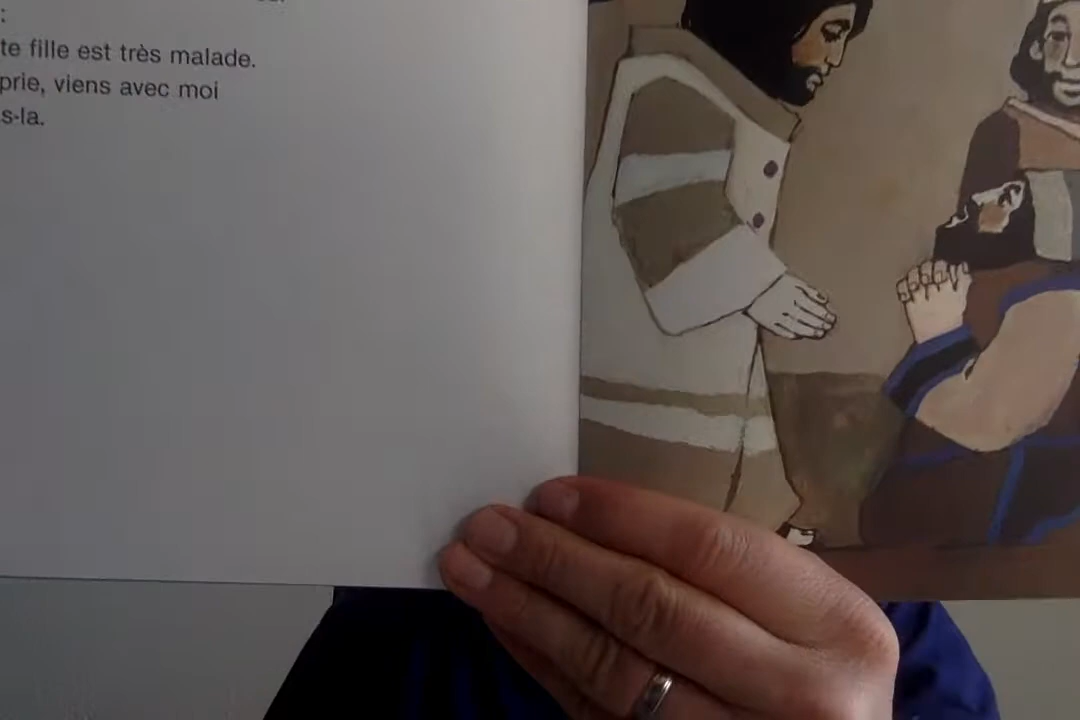 :
te fille est très malade.
prie, viens avec moi
s-la.